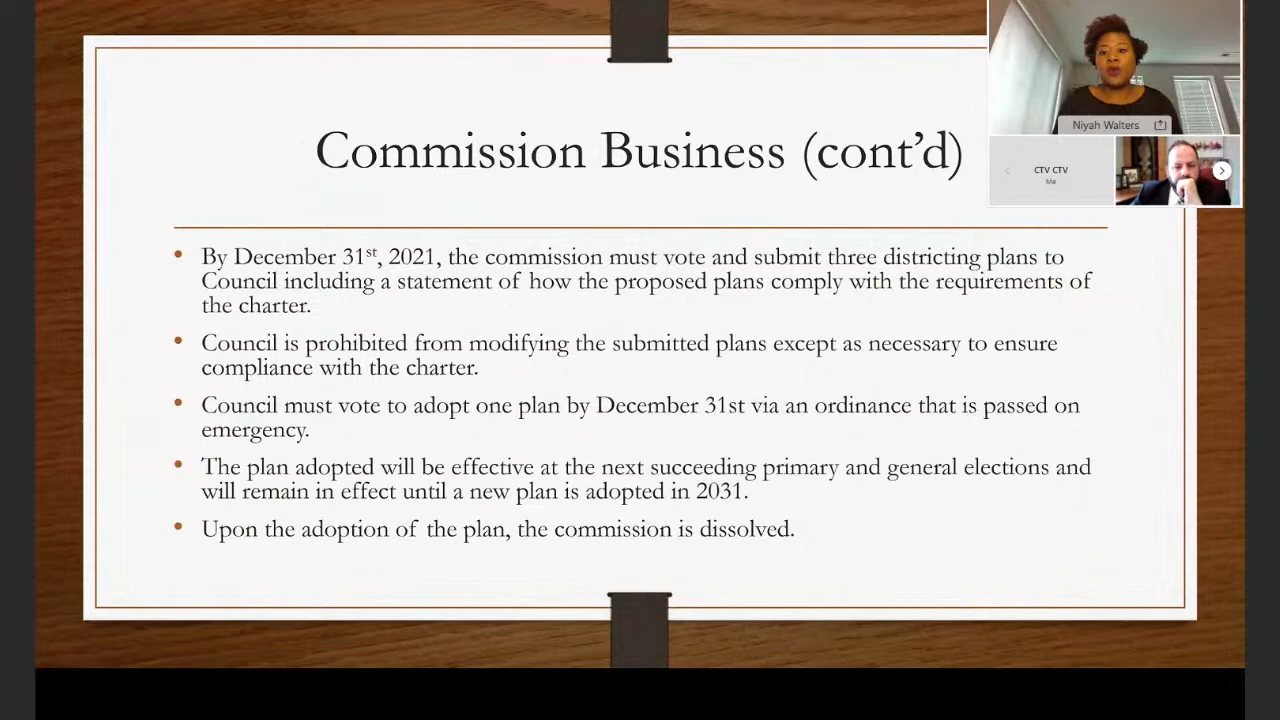 Commission Business (cont'd)
Niyah Walters
CTV CTV
Me
• By December 31st, 2021, the commission must vote and submit three districting plans to
Council including a statement of how the proposed plans comply with the requirements of
the charter.
• Council is prohibited from modifying the submitted plans except as necessary to ensure
compliance with the charter.
• Council must vote to adopt one plan by December 31st via an ordinance that is passed on
emergency.
• The plan adopted will be effective at the next succeeding primary and general elections and
will remain in effect until a new plan is adopted in 2031.
• Upon the adoption of the plan, the commission is dissolved.